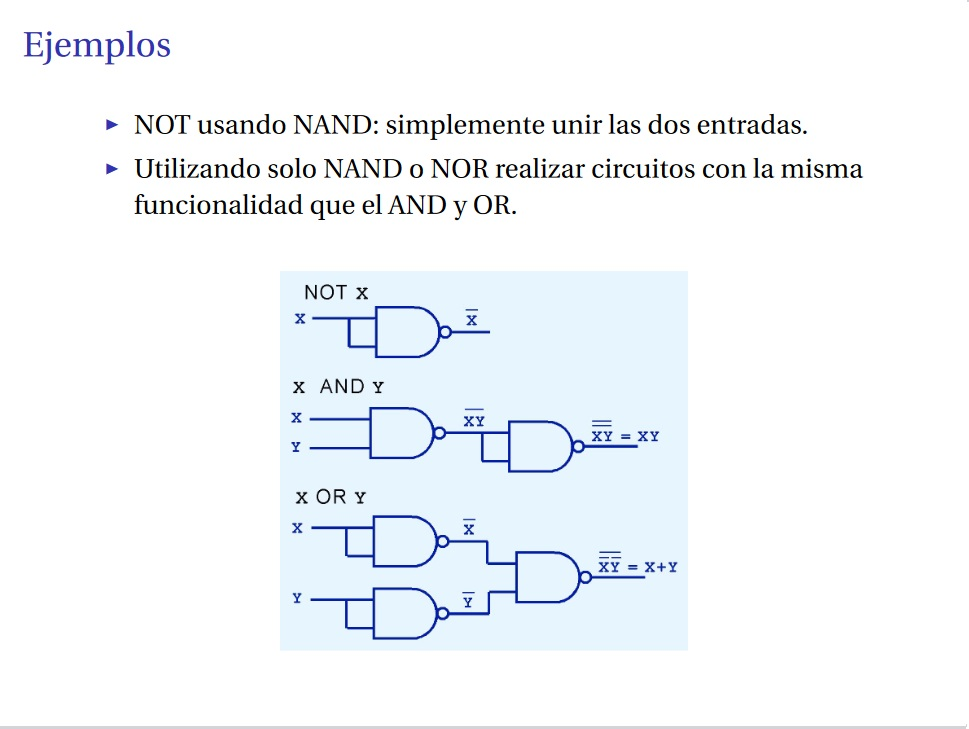 Ejemplos
▶ NOT usando NAND: simplemente unir las dos entradas.
▶ Utilizando solo NAND o NOR realizar circuitos con la misma
funcionalidad que el AND y OR.
NOT X
X
X̅
X AND Y
X
X̅Y̅
Y
X̿Y̿ = XY
X OR Y
X
X̅
X̿Y̿ = X+Y
Y
Y̅